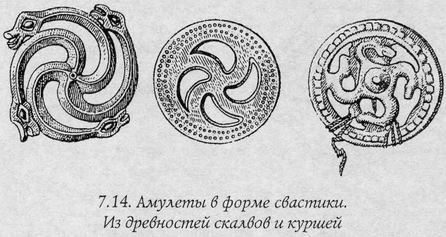 7.14. Амулеты в форме свастики.
Из древностей скалвов и куршей